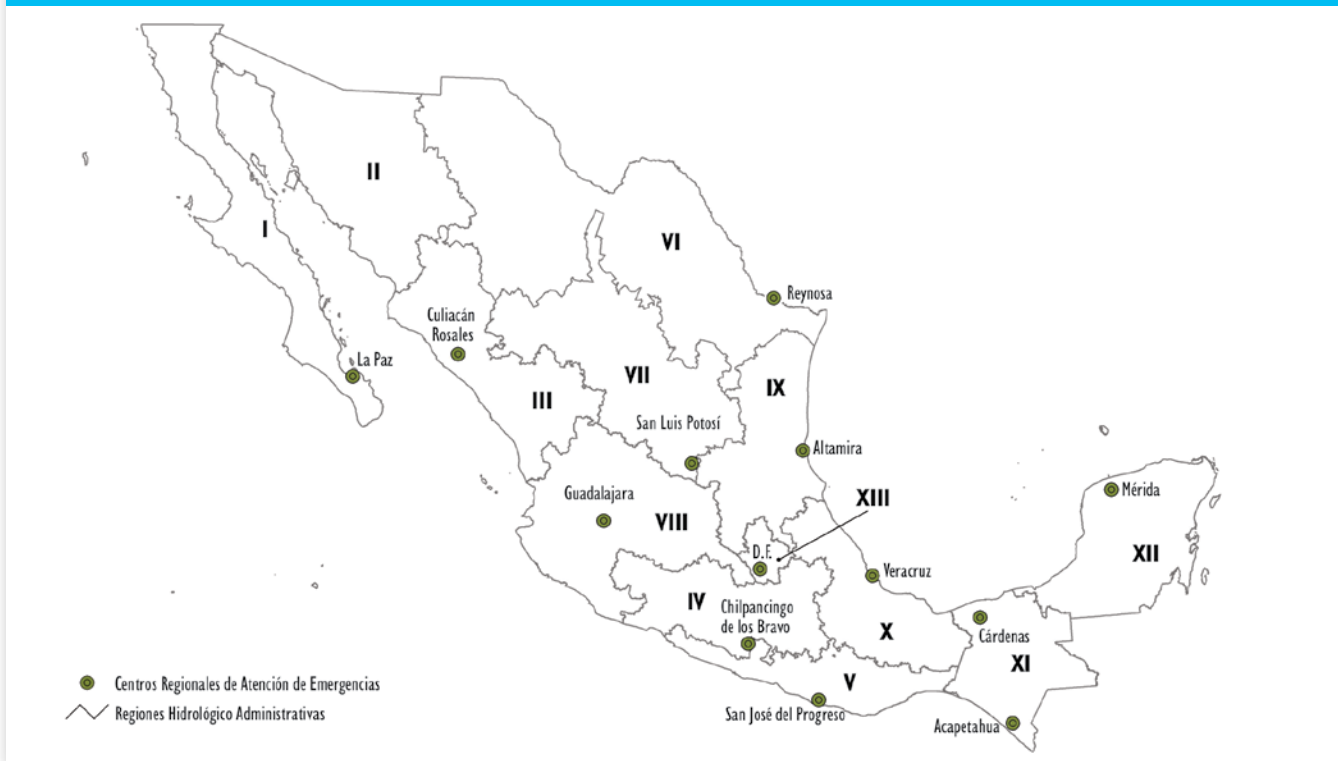 II
I
VI
Reynosa
Culiacán
Rosales
La Paz
VII
IX
III
San Luis Potosí
Altamira
Guadalajara
VIII
XIII
Mérida
D.F.
XII
Veracruz
IV
Chilpancingo
de los Bravo
X
Cárdenas
XI
V
San José del Progreso
Acapetahua
Centros Regionales de Atención de Emergencias
Regiones Hidrológico Administrativas